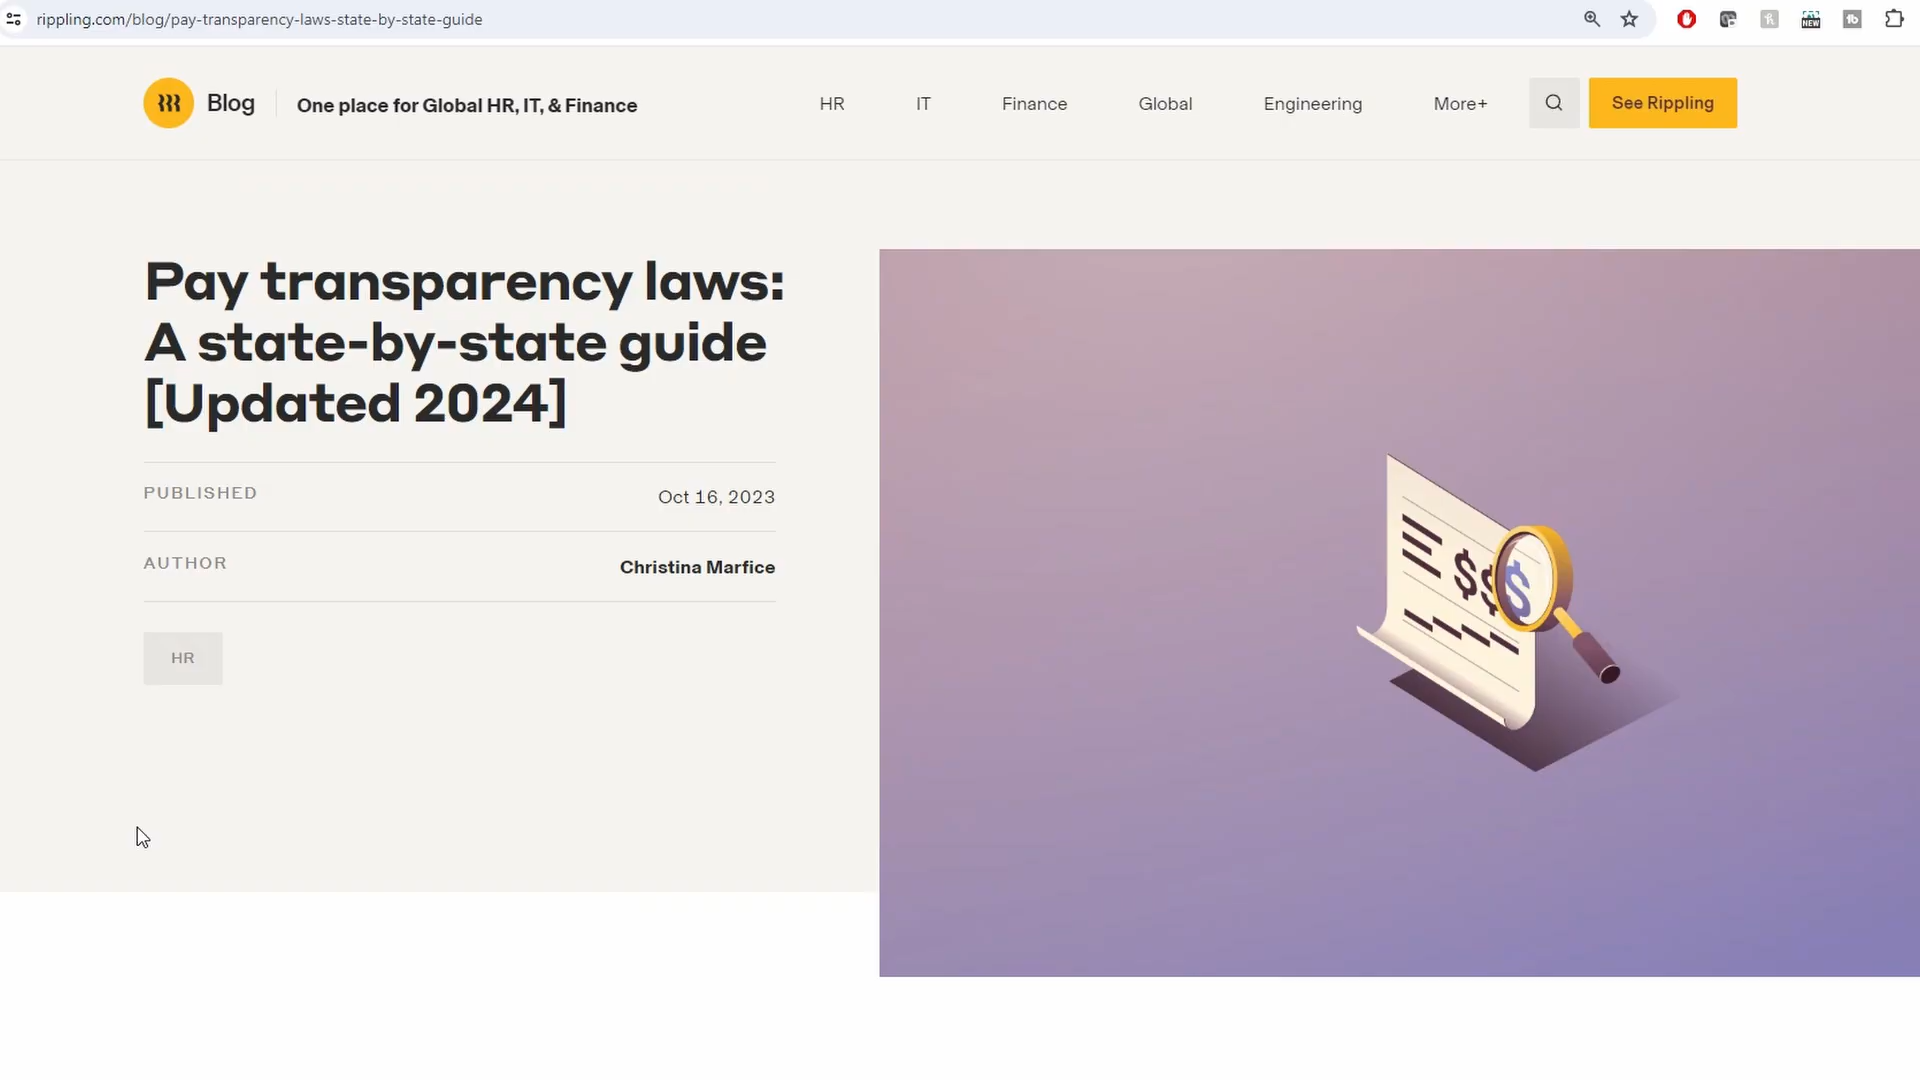 rippling.com/blog/pay-transparency-laws-state-by-state-guide
NEW
Blog
One place for Global HR, IT, & Finance
HR
IT
Finance
Global
Engineering
More+
See Rippling
Pay transparency laws:
A state-by-state guide
[Updated 2024]
PUBLISHED
Oct 16, 2023
AUTHOR
Christina Marfice
HR
$$$